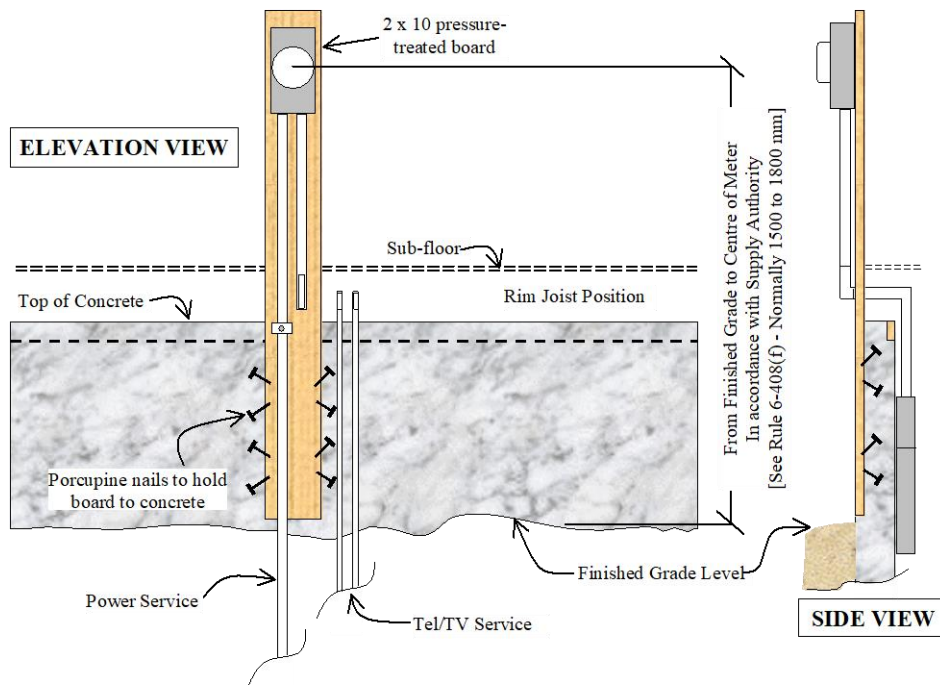 2 x 10 pressure-
treated board
ELEVATION VIEW
From Finished Grade to Centre of Meter
In accordance with Supply Authority
[See Rule 6-408(f) - Normally 1500 to 1800 mm]
Sub-floor
Top of Concrete
Rim Joist Position
Porcupine nails to hold
board to concrete
Finished Grade Level
Power Service
Tel/TV Service
SIDE VIEW